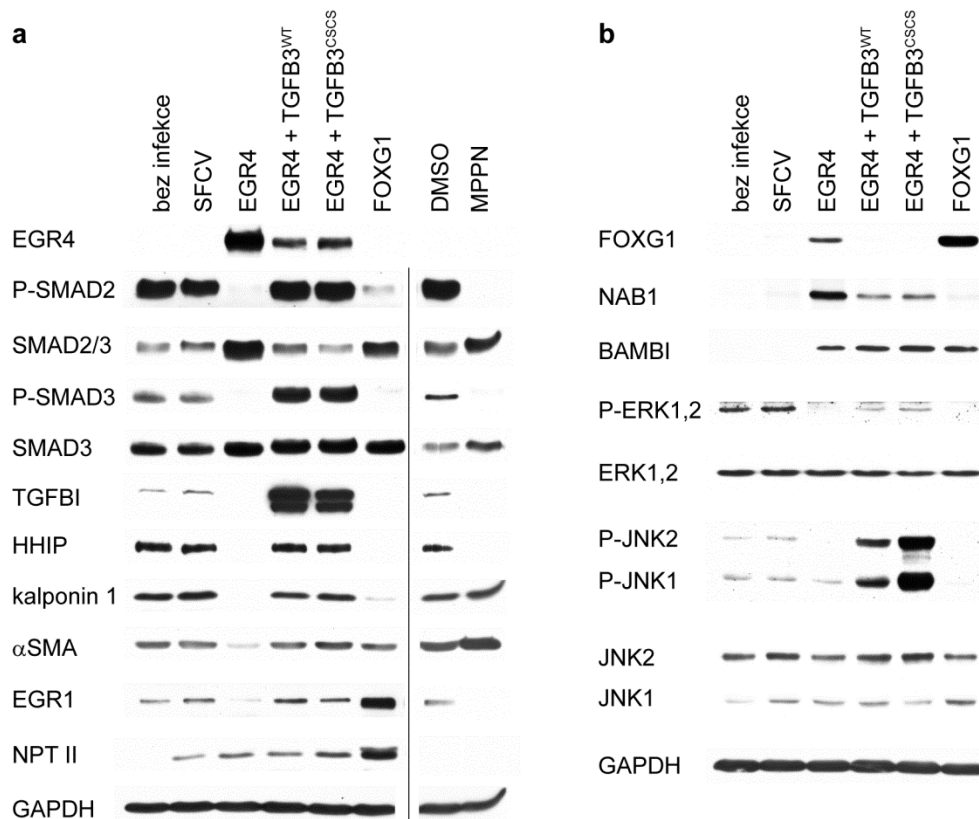 a
bez infekce
SFCV
EGR4
EGR4 + TGFB3WT
EGR4 + TGFB3CSCS
FOXG1
DMSO
MPPN
EGR4
P-SMAD2
SMAD2/3
P-SMAD3
SMAD3
TGFBI
HHIP
kalponin 1
αSMA
EGR1
NPT II
GAPDH
b
bez infekce
SFCV
EGR4
EGR4 + TGFB3WT
EGR4 + TGFB3CSCS
FOXG1
FOXG1
NAB1
BAMBI
P-ERK1,2
ERK1,2
P-JNK2
P-JNK1
JNK2
JNK1
GAPDH